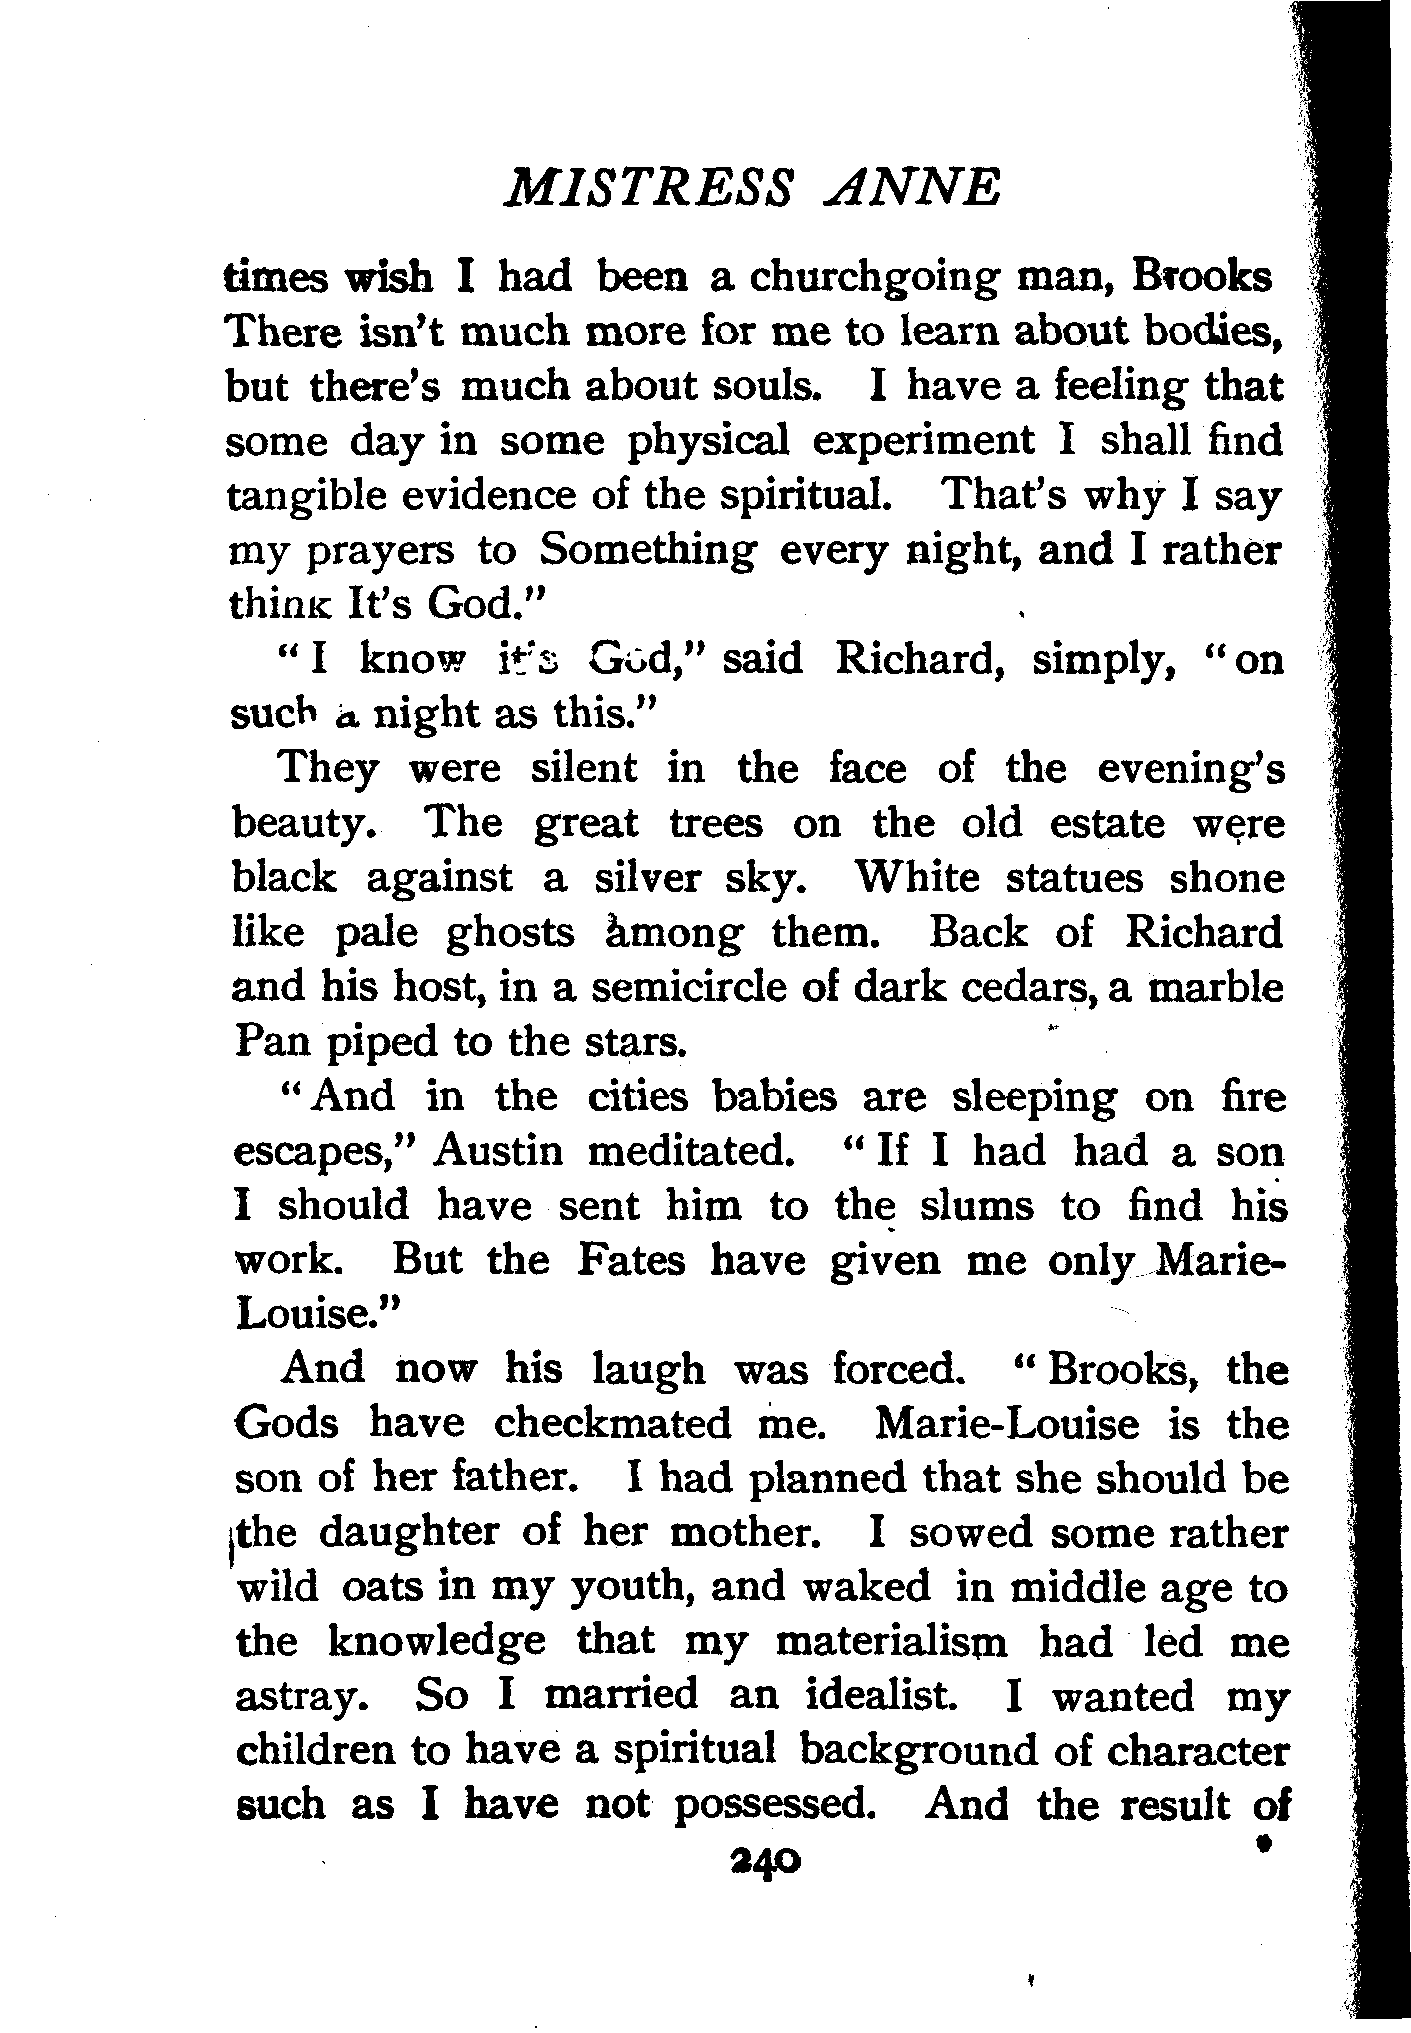 MISTRESS ANNE
times wish I had been a churchgoing man, Brooks
There isn't much more for me to learn about bodies,
but there's much about souls. I have a feeling that
some day in some physical experiment I shall find
tangible evidence of the spiritual. That's why I say
my prayers to Something every night, and I rather
think It's God."
"I know it's God," said Richard, simply, "on
such a night as this."
They were silent in the face of the evening's
beauty. The great trees on the old estate were
black against a silver sky. White statues shone
like pale ghosts among them. Back of Richard
and his host, in a semicircle of dark cedars, a marble
Pan piped to the stars.
"And in the cities babies are sleeping on fire
escapes," Austin meditated. "If I had had a son
I should have sent him to the slums to find his
work. But the Fates have given me only Marie-
Louise."
And now his laugh was forced. "Brooks, the
Gods have checkmated me. Marie-Louise is the
son of her father. I had planned that she should be
the daughter of her mother. I sowed some rather
wild oats in my youth, and waked in middle age to
the knowledge that my materialism had led me
astray. So I married an idealist. I wanted my
children to have a spiritual background of character
such as I have not possessed. And the result of
240